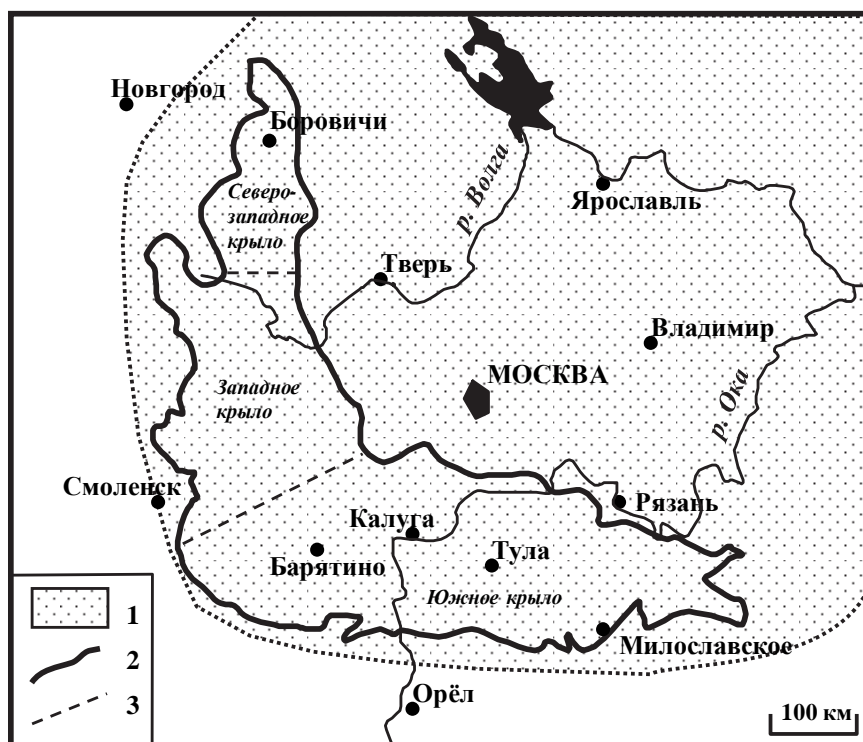 Новгород
Боровичи
Северо-
западное
крыло
р. Волга
Ярославль
Тверь
Владимир
МОСКВА
Западное
крыло
р. Ока
Смоленск
Рязань
Калуга
Тула
Барятино
Южное крыло
Милославское
Орёл
1
2
3
100 км